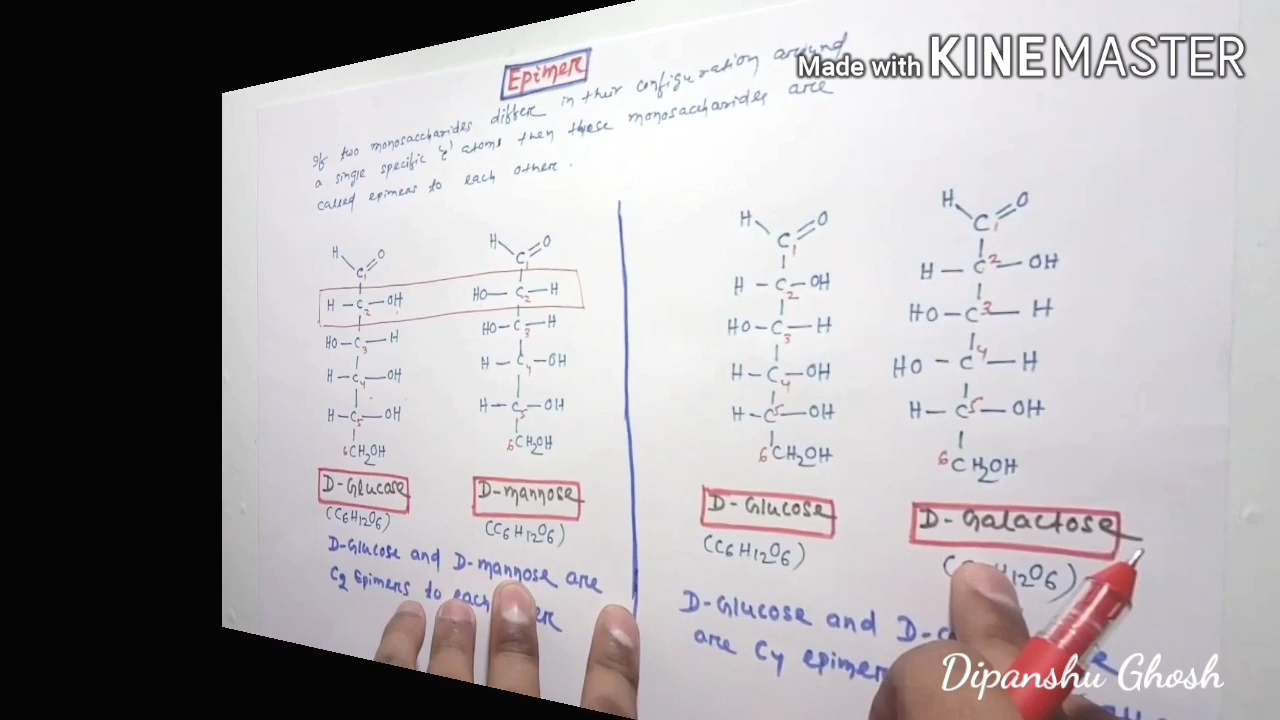 Made with KINEMASTER
Epimer
If two monosaccharides differ in their configuration around
a single specific 'c' atoms then these monosaccharides are
called epimers to each other.
H O
C1
H - C2 - OH
HO - C3 - H
H - C4 - OH
H - C5 - OH
6CH2OH
D-Glucose
(C6H12O6)
H O
C1
HO - C2 - H
HO - C3 - H
H - C4 - OH
H - C5 - OH
6CH2OH
D-mannose
(C6H12O6)
D-Glucose and D-mannose are
C2 Epimers to each
H O
C1
H - C2 - OH
HO - C3 - H
H - C4 - OH
H - C5 - OH
6CH2OH
D-Glucose
(C6H12O6)
H O
C1
H - C2 - OH
HO - C3 - H
HO - C4 - H
H - C5 - OH
6CH2OH
D-Galactose
H12O6)
D-Glucose and D-
are C4 epimer
Dipanshu Ghosh